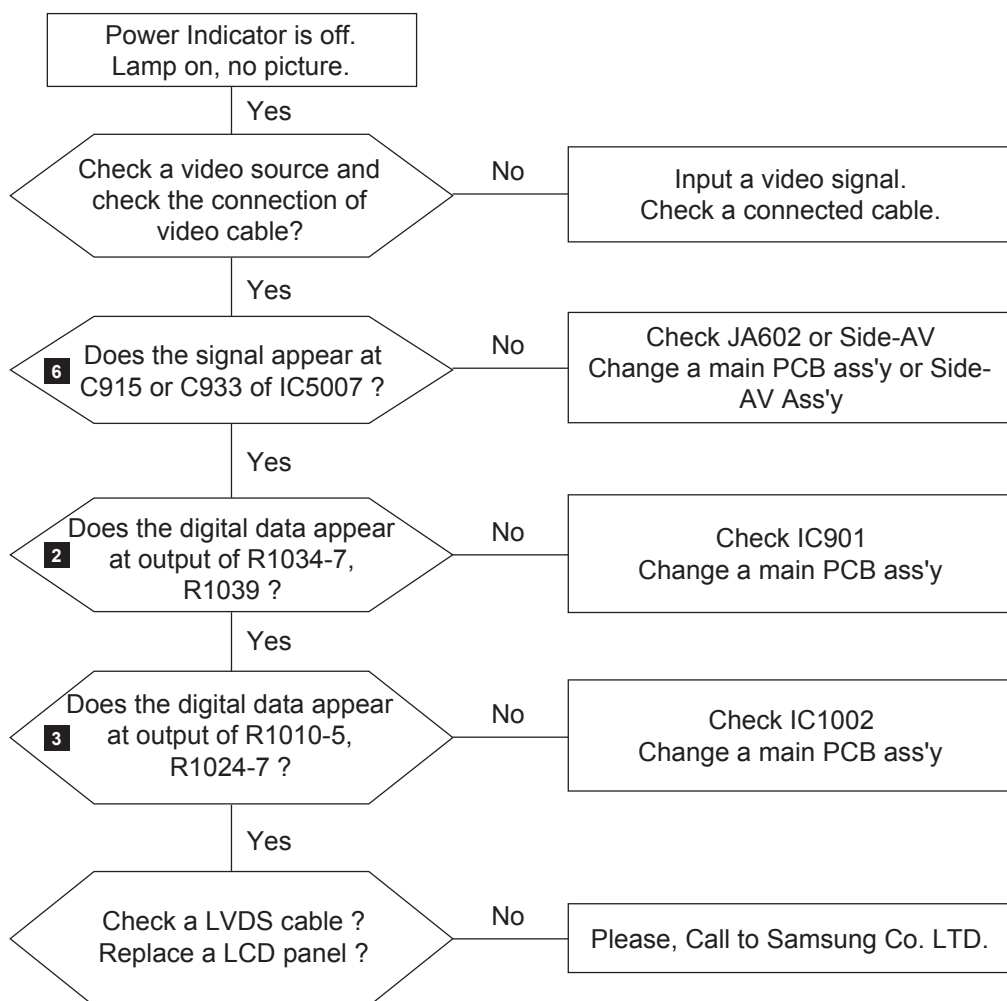 Power Indicator is off.
Lamp on, no picture.
Yes
Check a video source and
check the connection of
video cable?
No
Input a video signal.
Check a connected cable.
Yes
6
Does the signal appear at
C915 or C933 of IC5007 ?
No
Check JA602 or Side-AV
Change a main PCB ass'y or Side-
AV Ass'y
Yes
2
Does the digital data appear
at output of R1034-7,
R1039 ?
No
Check IC901
Change a main PCB ass'y
Yes
3
Does the digital data appear
at output of R1010-5,
R1024-7 ?
No
Check IC1002
Change a main PCB ass'y
Yes
Check a LVDS cable ?
Replace a LCD panel ?
No
Please, Call to Samsung Co. LTD.